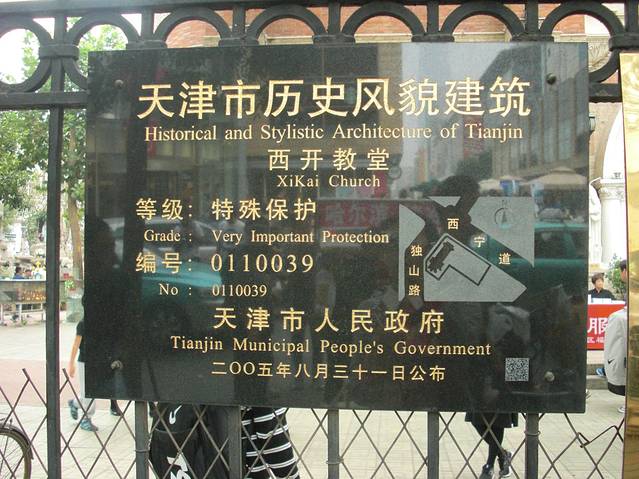 天津市历史风貌建筑
Historical and Stylistic Architecture of Tianjin
西开教堂
XiKai Church
等级：特殊保护
Grade : Very Important Protection
编号：0110039
No : 0110039
西宁道
独山路
天津市人民政府
Tianjin Municipal People's Government
二〇〇五年八月三十一日公布
服